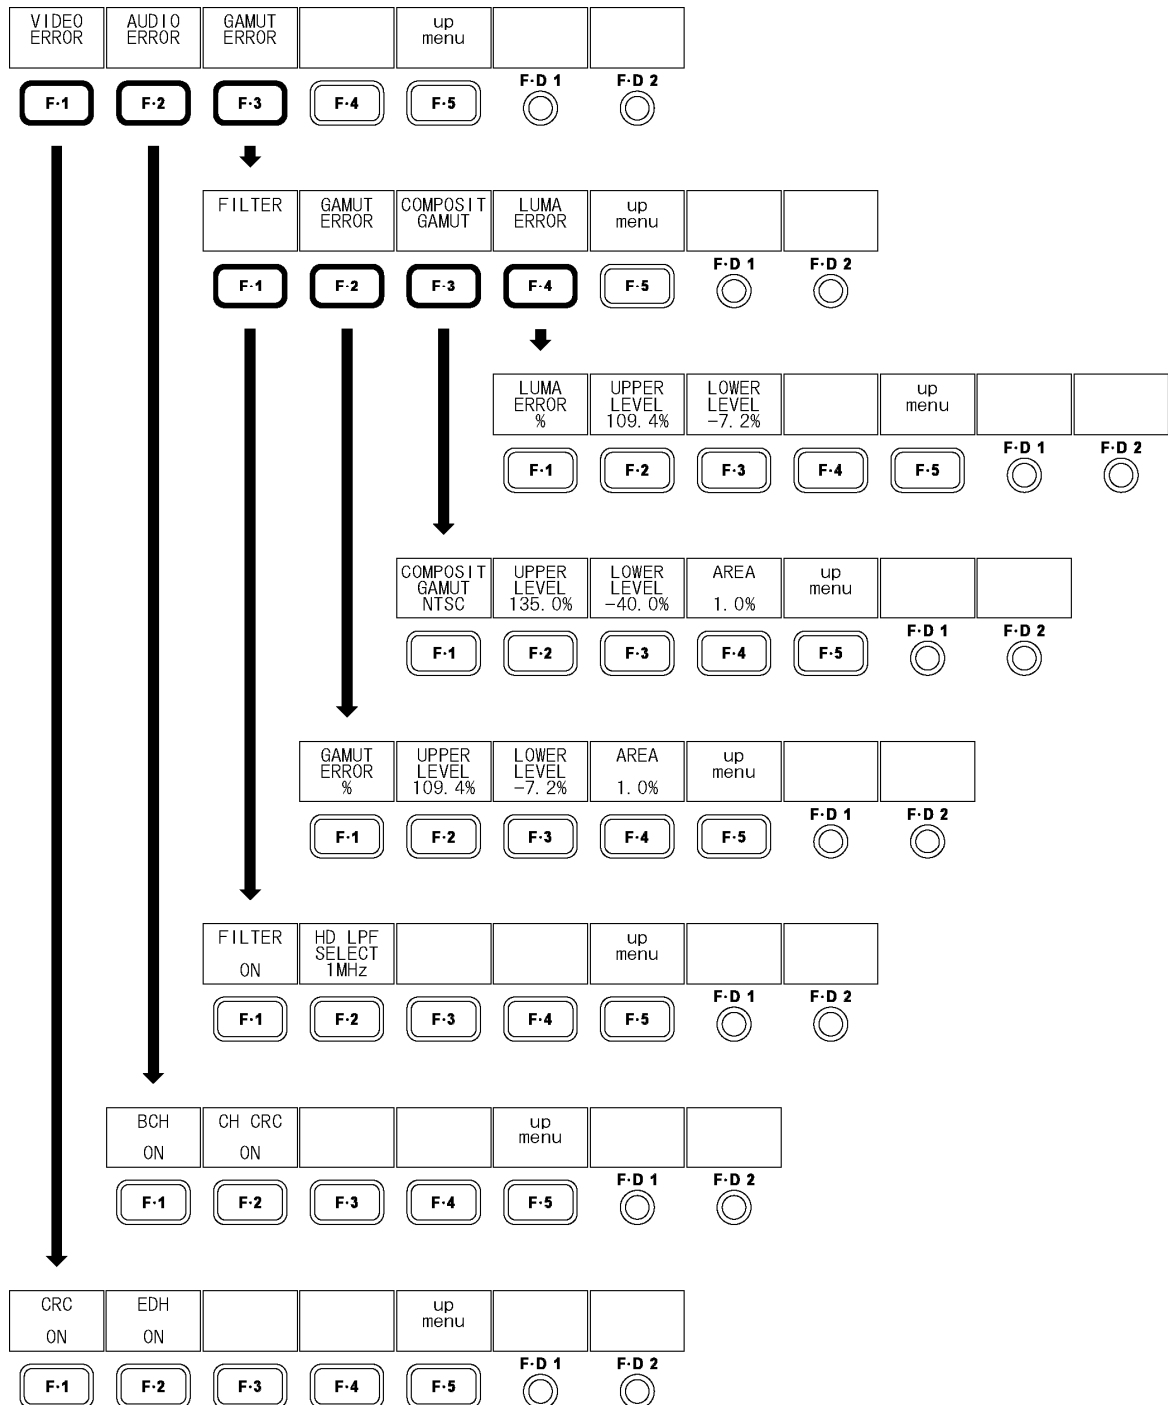 VIDEO ERROR AUDIO ERROR GAMUT ERROR up menu
F·1 F·2 F·3 F·4 F·5 F·D 1 F·D 2
FILTER GAMUT ERROR COMPOSIT GAMUT LUMA ERROR up menu
F·1 F·2 F·3 F·4 F·5 F·D 1 F·D 2
LUMA ERROR % UPPER LEVEL 109.4% LOWER LEVEL -7.2% up menu
F·1 F·2 F·3 F·4 F·5 F·D 1 F·D 2
COMPOSIT GAMUT NTSC UPPER LEVEL 135.0% LOWER LEVEL -40.0% AREA 1.0% up menu
F·1 F·2 F·3 F·4 F·5 F·D 1 F·D 2
GAMUT ERROR % UPPER LEVEL 109.4% LOWER LEVEL -7.2% AREA 1.0% up menu
F·1 F·2 F·3 F·4 F·5 F·D 1 F·D 2
FILTER ON HD LPF SELECT 1MHz up menu
F·1 F·2 F·3 F·4 F·5 F·D 1 F·D 2
BCH ON CH CRC ON up menu
F·1 F·2 F·3 F·4 F·5 F·D 1 F·D 2
CRC ON EDH ON up menu
F·1 F·2 F·3 F·4 F·5 F·D 1 F·D 2